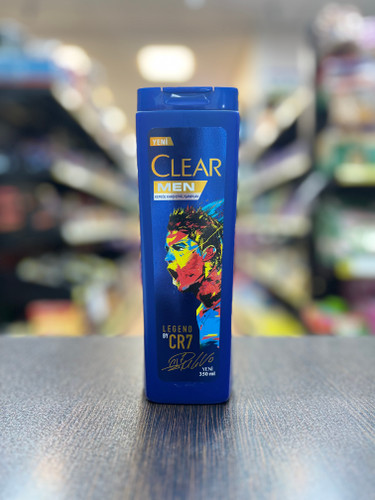 YENİ
CLEAR
MEN
LEGEND
BY CR7
YENİ
350 ml